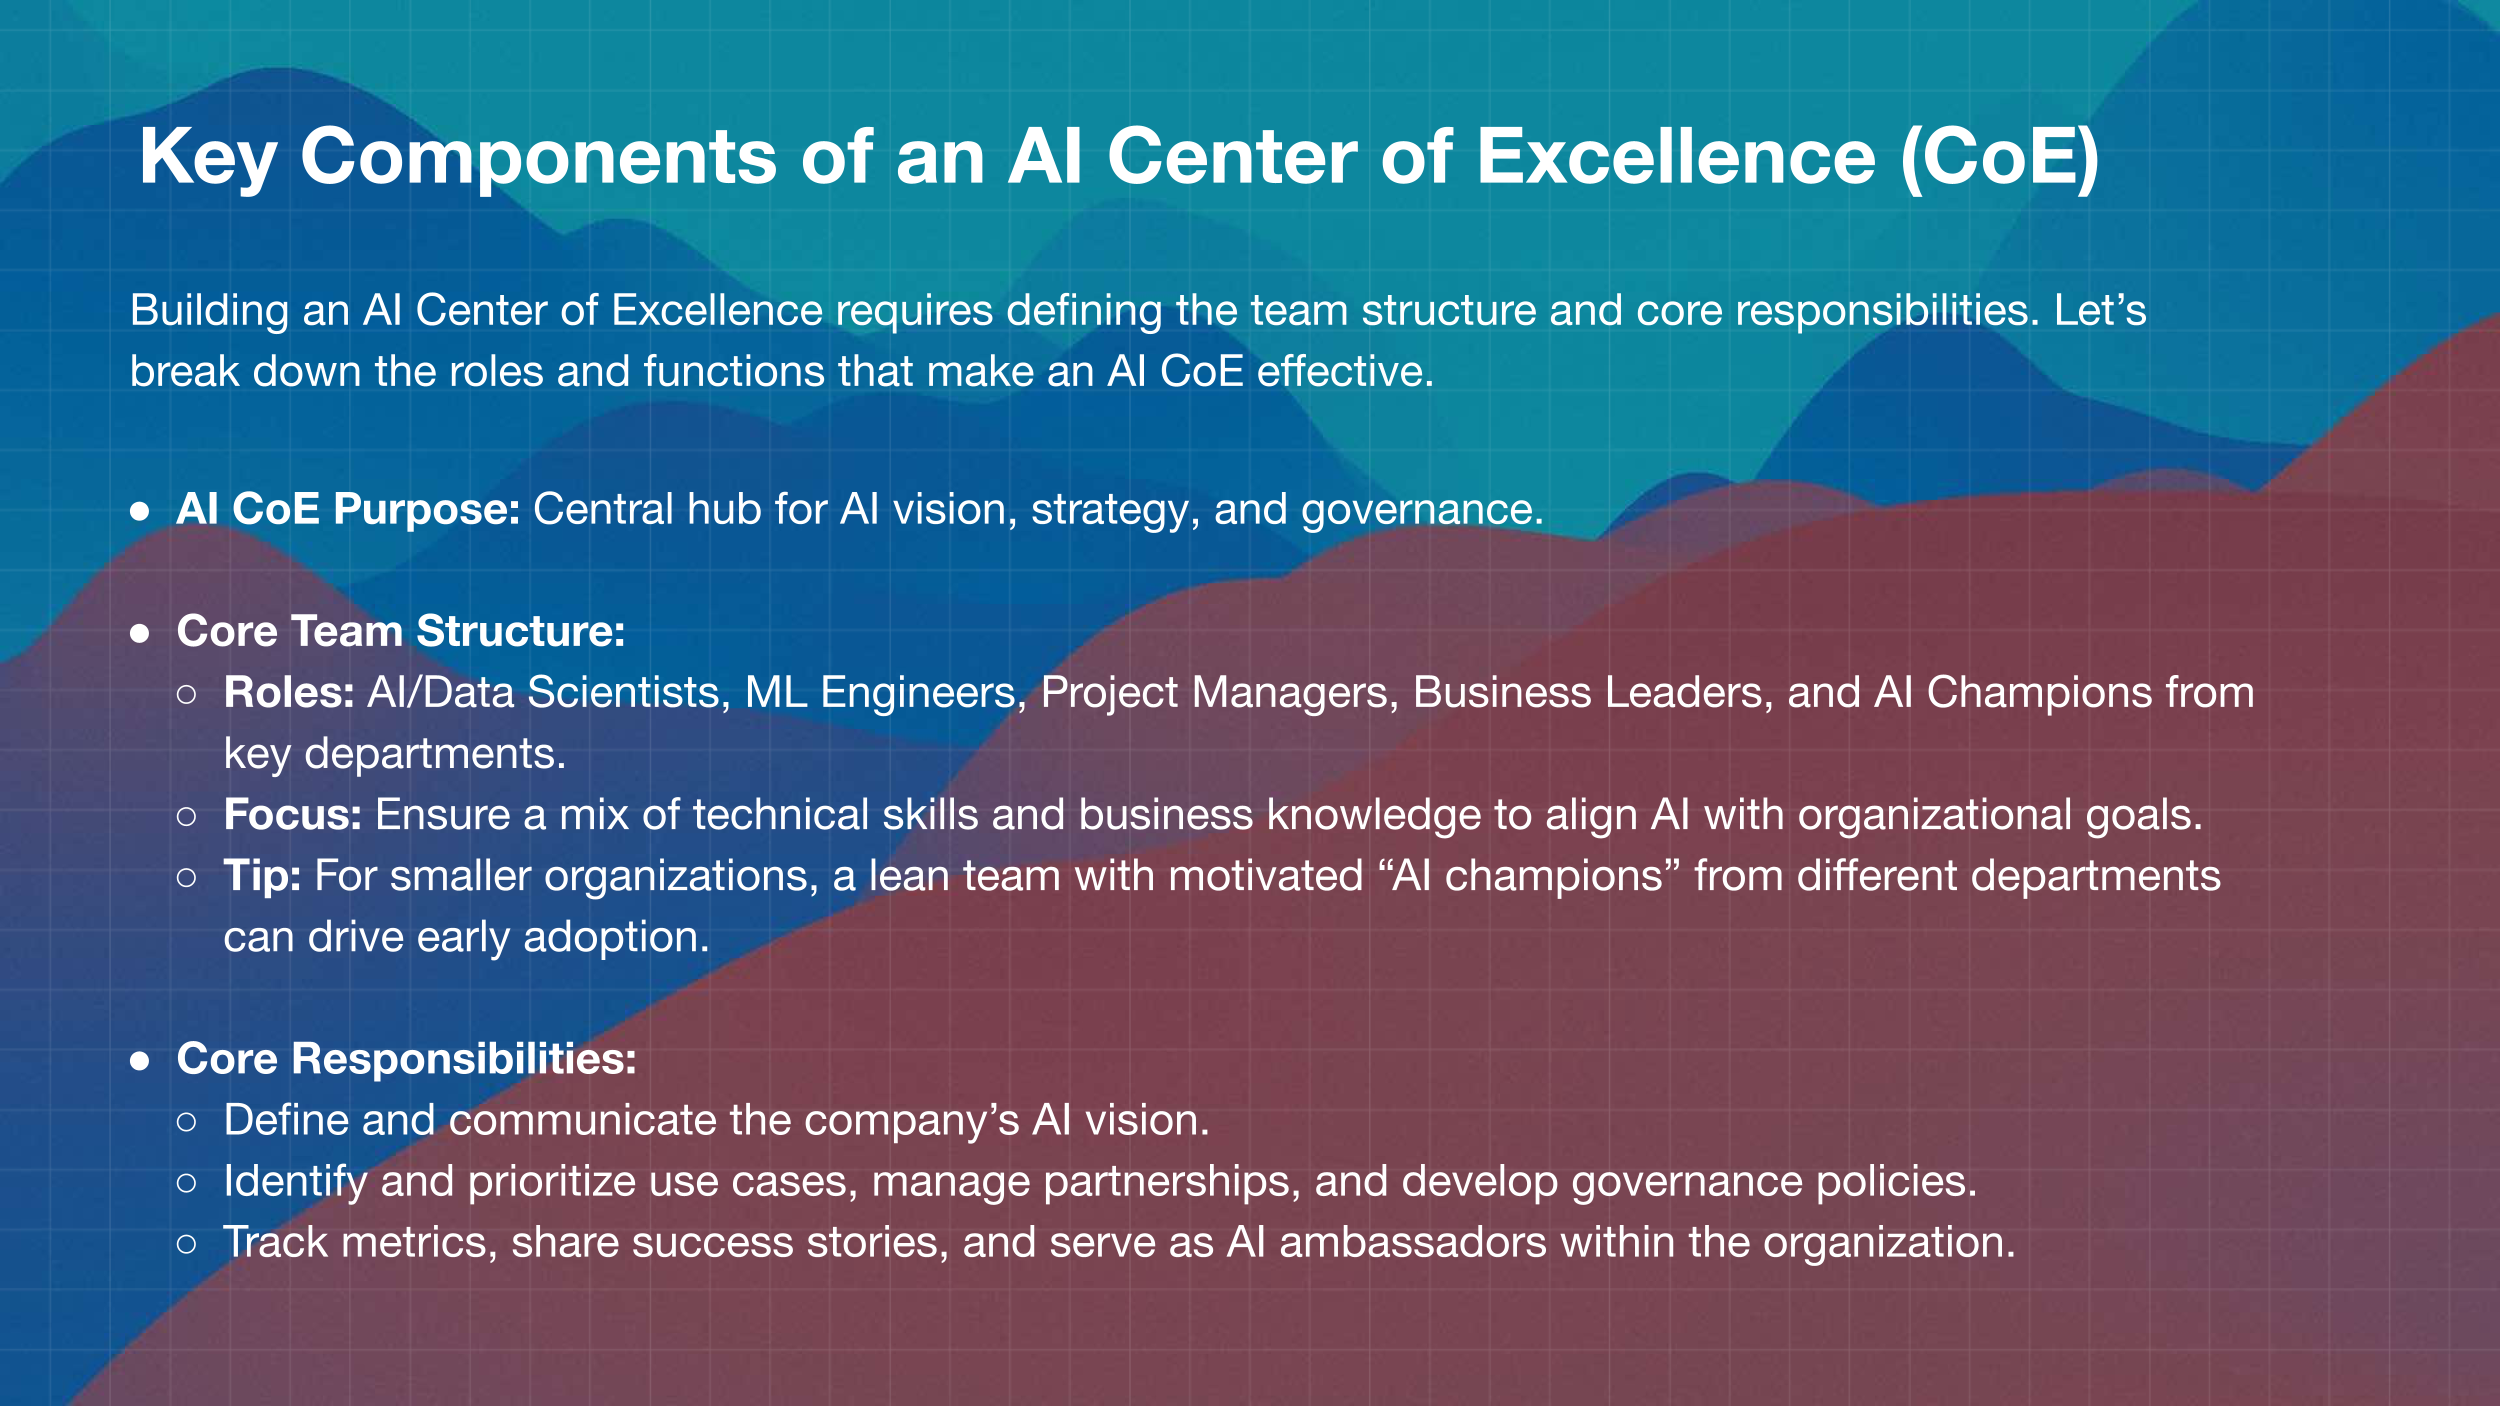 Key Components of an AI Center of Excellence (CoE)
Building an AI Center of Excellence requires defining the team structure and core responsibilities. Let’s
break down the roles and functions that make an AI CoE effective.
● AI CoE Purpose: Central hub for AI vision, strategy, and governance.
● Core Team Structure:
○ Roles: AI/Data Scientists, ML Engineers, Project Managers, Business Leaders, and AI Champions from
key departments.
○ Focus: Ensure a mix of technical skills and business knowledge to align AI with organizational goals.
○ Tip: For smaller organizations, a lean team with motivated “AI champions” from different departments
can drive early adoption.
● Core Responsibilities:
○ Define and communicate the company’s AI vision.
○ Identify and prioritize use cases, manage partnerships, and develop governance policies.
○ Track metrics, share success stories, and serve as AI ambassadors within the organization.